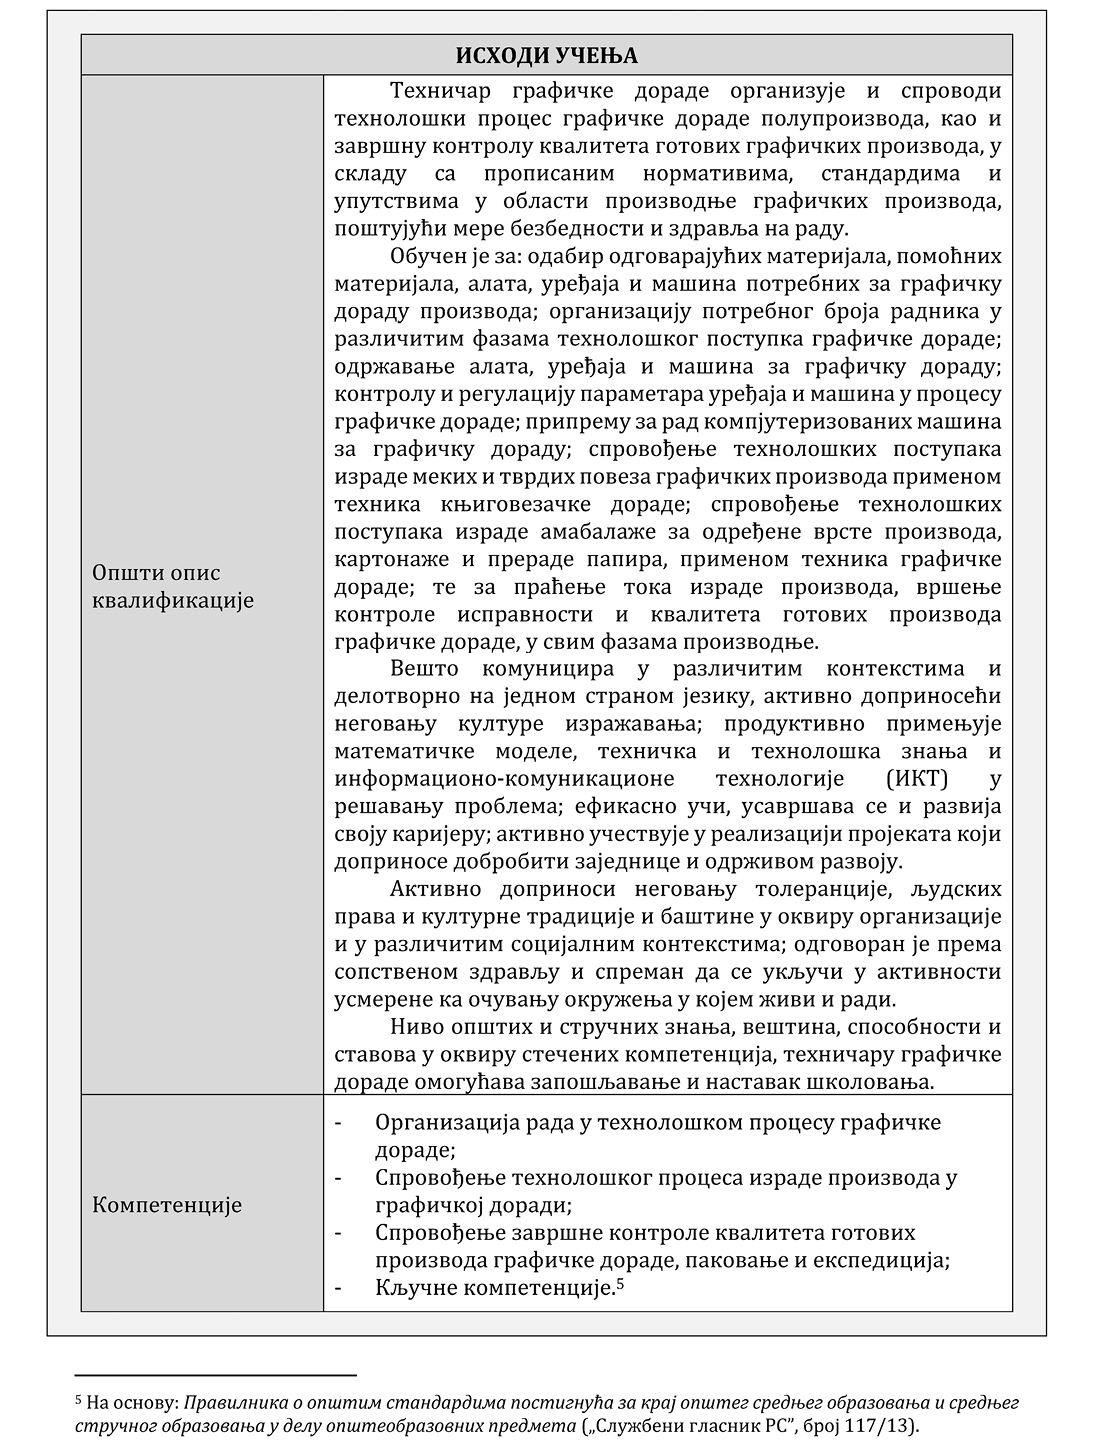 ИСХОДИ УЧЕЊА
Општи опис
квалификације
Техничар графичке дораде организује и спроводи
технолошки процес графичке дораде полупроизвода, као и
завршну контролу квалитета готових графичких производа, у
складу са прописаним нормативима, стандардима и
упутствима у области производње графичких производа,
поштујући мере безбедности и здравља на раду.
Обучен је за: одабир одговарајућих материјала, помоћних
материјала, алата, уређаја и машина потребних за графичку
дораду производа; организацију потребног броја радника у
различитим фазама технолошког поступка графичке дораде;
одржавање алата, уређаја и машина за графичку дораду;
контролу и регулацију параметара уређаја и машина у процесу
графичке дораде; припрему за рад компјутеризованих машина
за графичку дораду; спровођење технолошких поступака
израде меких и тврдих повеза графичких производа применом
техника књиговезачке дораде; спровођење технолошких
поступака израде амабалаже за одређене врсте производа,
картонаже и прераде папира, применом техника графичке
дораде; те за праћење тока израде производа, вршење
контроле исправности и квалитета готових производа
графичке дораде, у свим фазама производње.
Вешто комуницира у различитим контекстима и
делотворно на једном страном језику, активно доприносећи
неговању културе изражавања; продуктивно примењује
математичке моделе, техничка и технолошка знања и
информационо-комуникационе технологије (ИКТ) у
решавању проблема; ефикасно учи, усавршава се и развија
своју каријеру; активно учествује у реализацији пројеката који
доприносе добробити заједнице и одрживом развоју.
Активно доприноси неговању толеранције, људских
права и културне традиције и баштине у оквиру организације
и у различитим социјалним контекстима; одговоран је према
сопственом здрављу и спреман да се укључи у активности
усмерене ка очувању окружења у којем живи и ради.
Ниво општих и стручних знања, вештина, способности и
ставова у оквиру стечених компетенција, техничару графичке
дораде омогућава запошљавање и наставак школовања.
Компетенције
- Организација рада у технолошком процесу графичке
дораде;
- Спровођење технолошког процеса израде производа у
графичкој доради;
- Спровођење завршне контроле квалитета готових
производа графичке дораде, паковање и експедиција;
- Кључне компетенције.⁵
⁵ На основу: Правилника о општим стандардима постигнућа за крај општег средњег образовања и средњег
стручног образовања у делу општеобразовних предмета („Службени гласник РС”, број 117/13).